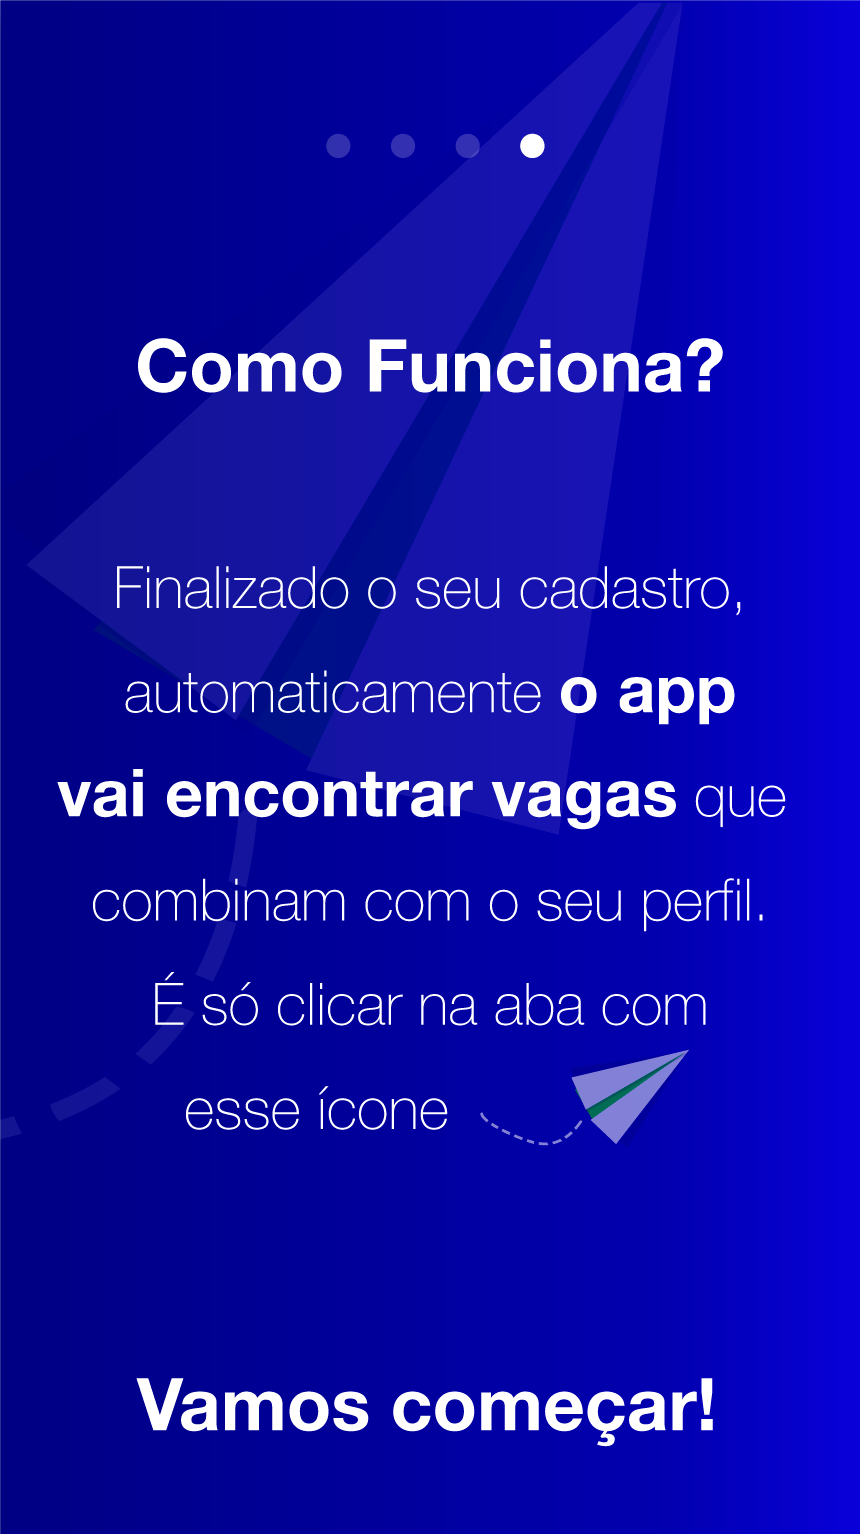 Como Funciona?
Finalizado o seu cadastro,
automaticamente o app
vai encontrar vagas que
combinam com o seu perfil.
É só clicar na aba com
esse ícone
Vamos começar!